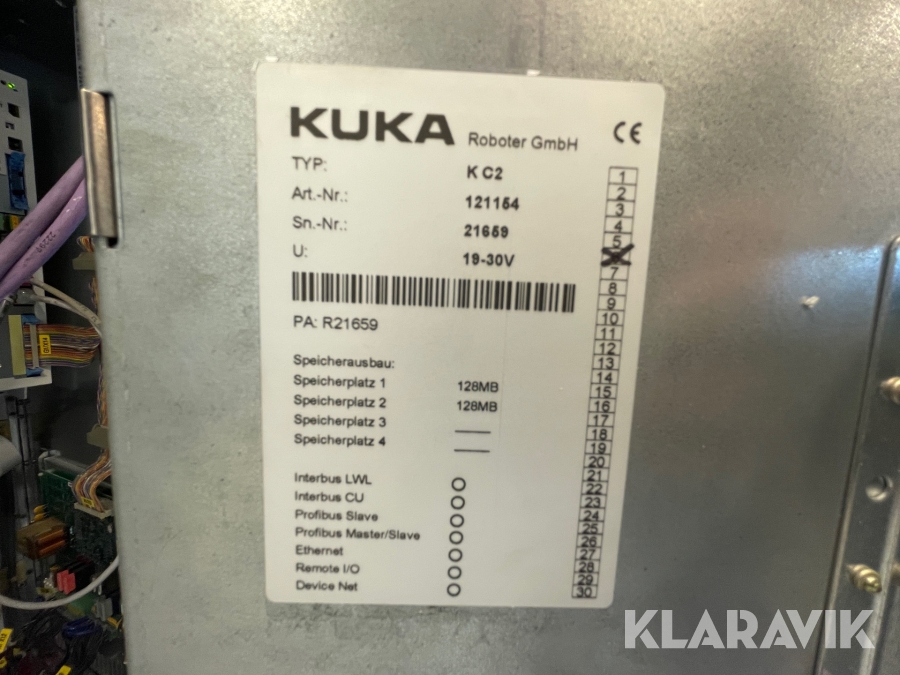 KUKA Roboter GmbH CE
TYP: K C2
Art.-Nr.: 121154
Sn.-Nr.: 21659
U: 19-30V
PA: R21659
Speicherausbau:
Speicherplatz 1 128MB
Speicherplatz 2 128MB
Speicherplatz 3
Speicherplatz 4
Interbus LWL
Interbus CU
Profibus Slave
Profibus Master/Slave
Ethernet
Remote I/O
Device Net
1
2
3
4
5
7
8
9
10
11
12
13
14
15
16
17
18
19
20
21
22
23
24
25
26
27
28
29
30
KLARAVIK